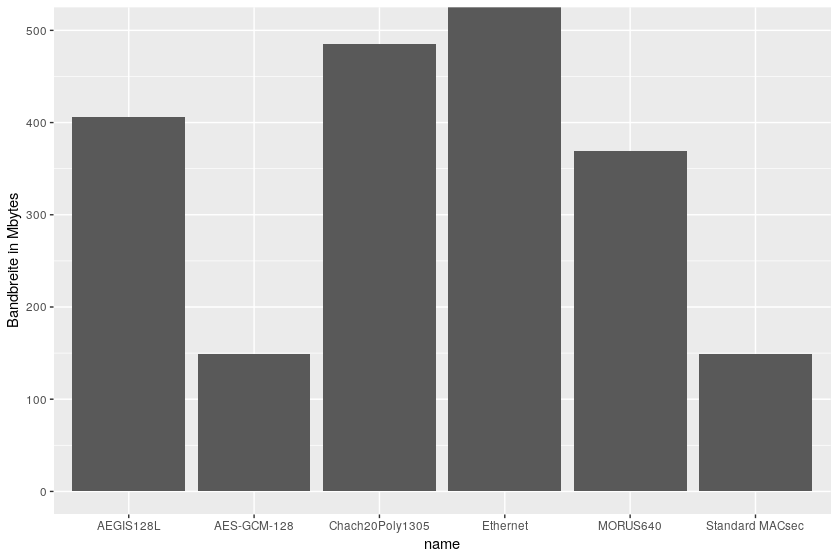 500
400
300
200
100
0
Bandbreite in Mbytes
AEGIS128L
AES-GCM-128
Chach20Poly1305
Ethernet
MORUS640
Standard MACsec
name